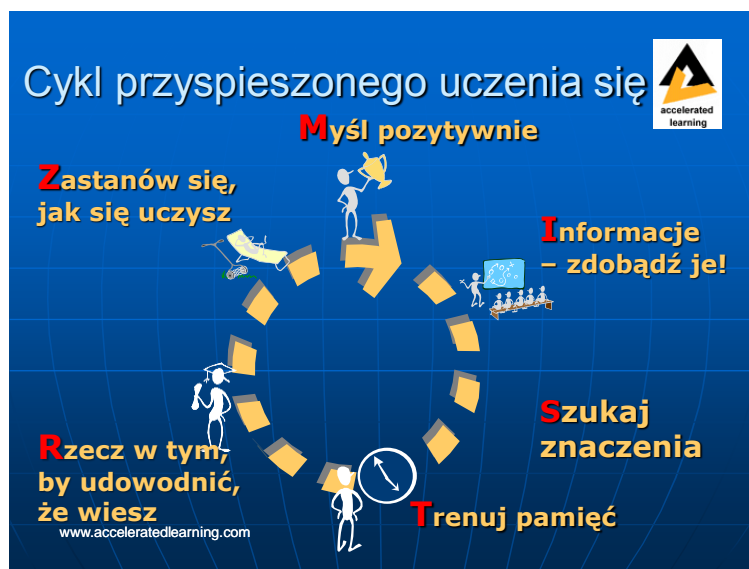 Cykl przyspieszonego uczenia się
accelerated
learning
Myśl pozytywnie
Zastanów się,
jak się uczysz
Informacje
– zdobądź je!
Szukaj
znaczenia
Rzecz w tym,
by udowodnić,
że wiesz
Trenuj pamięć
www.acceleratedlearning.com